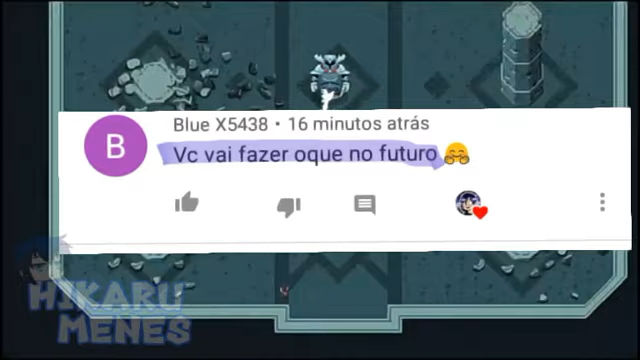 Blue X5438 • 16 minutos atrás
B
Vc vai fazer oque no futuro 🤗
HIKARU
MENES